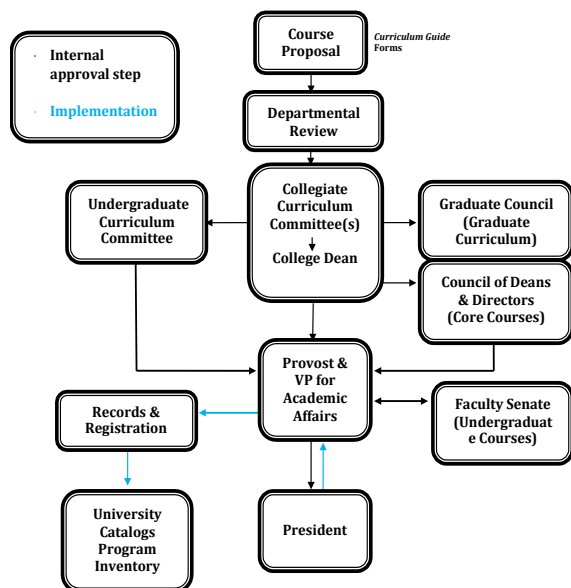 Course
Proposal
Curriculum Guide
Forms
· Internal
approval step
· Implementation
Departmental
Review
Collegiate
Curriculum
Committee(s)
College Dean
Undergraduate
Curriculum
Committee
Graduate Council
(Graduate
Curriculum)
Council of Deans
& Directors
(Core Courses)
Provost &
VP for
Academic
Affairs
Records &
Registration
Faculty Senate
(Undergraduat
e Courses)
University
Catalogs
Program
Inventory
President